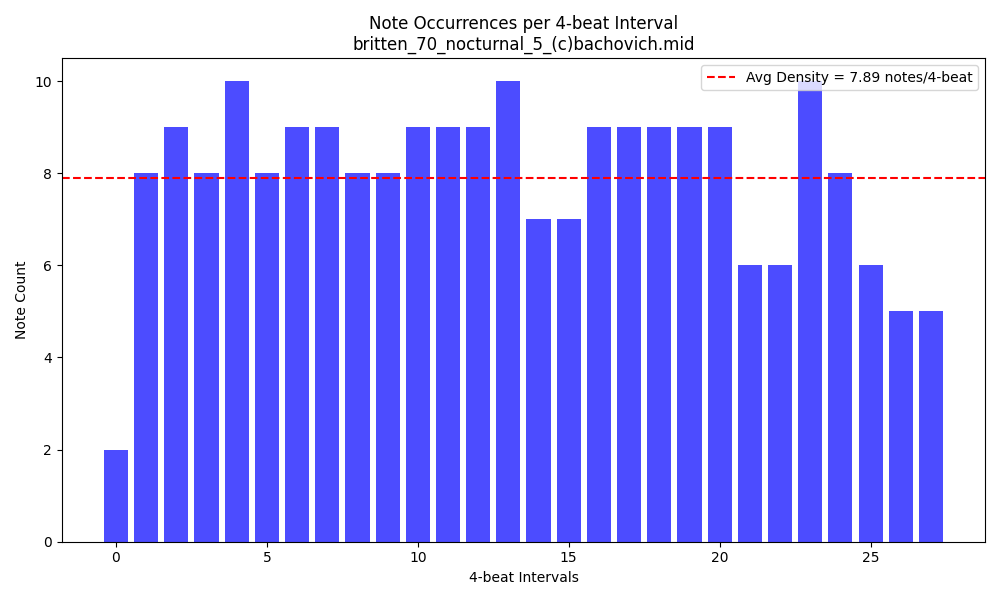 Note Occurrences per 4-beat Interval
britten_70_nocturnal_5_(c)bachovich.mid
Avg Density = 7.89 notes/4-beat
Note Count
10
8
6
4
2
0
0 5 10 15 20 25
4-beat Intervals